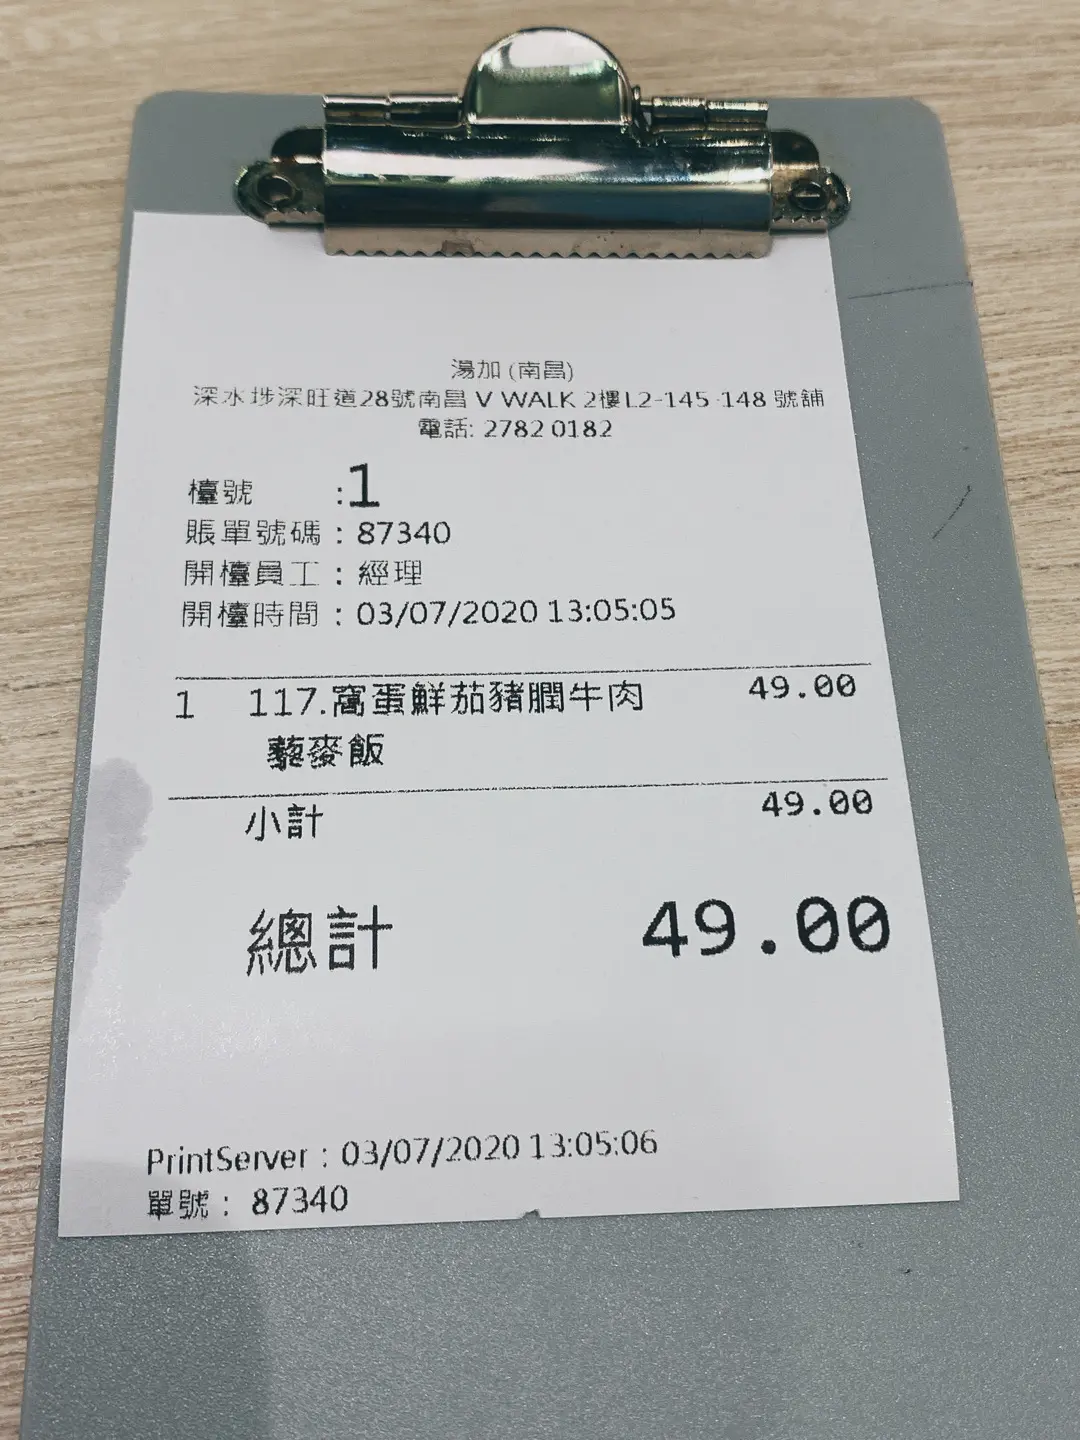 湯加 (南昌)
深水埗深旺道28號南昌 V WALK 2樓L2-145-148 號舖
電話: 2782 0182
檯號 :1
賬單號碼 : 87340
開檯員工 : 經理
開檯時間 : 03/07/2020 13:05:05
1 117.窩蛋鮮茄豬膶牛肉 49.00
藜麥飯
小計 49.00
總計 49.00
PrintServer : 03/07/2020 13:05:06
單號 : 87340